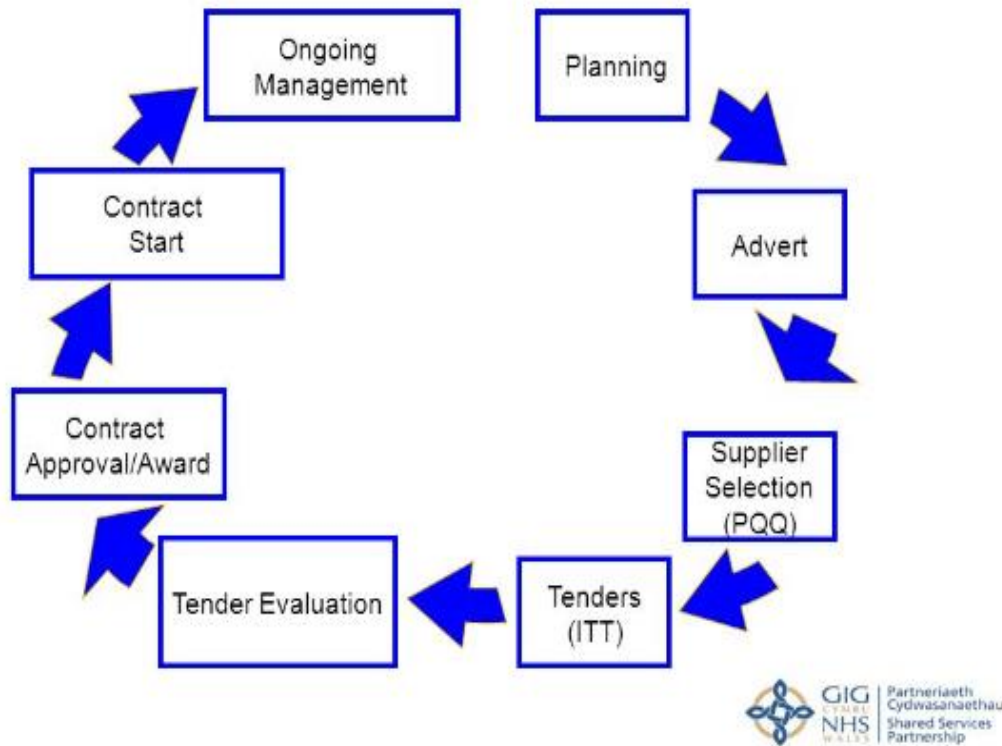 Ongoing
Management
Planning
Advert
Supplier
Selection
(PQQ)
Tenders
(ITT)
Tender Evaluation
Contract
Approval/Award
Contract
Start
GIG
CYMRU
NHS
WALES
Partneriaeth
Cydwasanaethau
Shared Services
Partnership